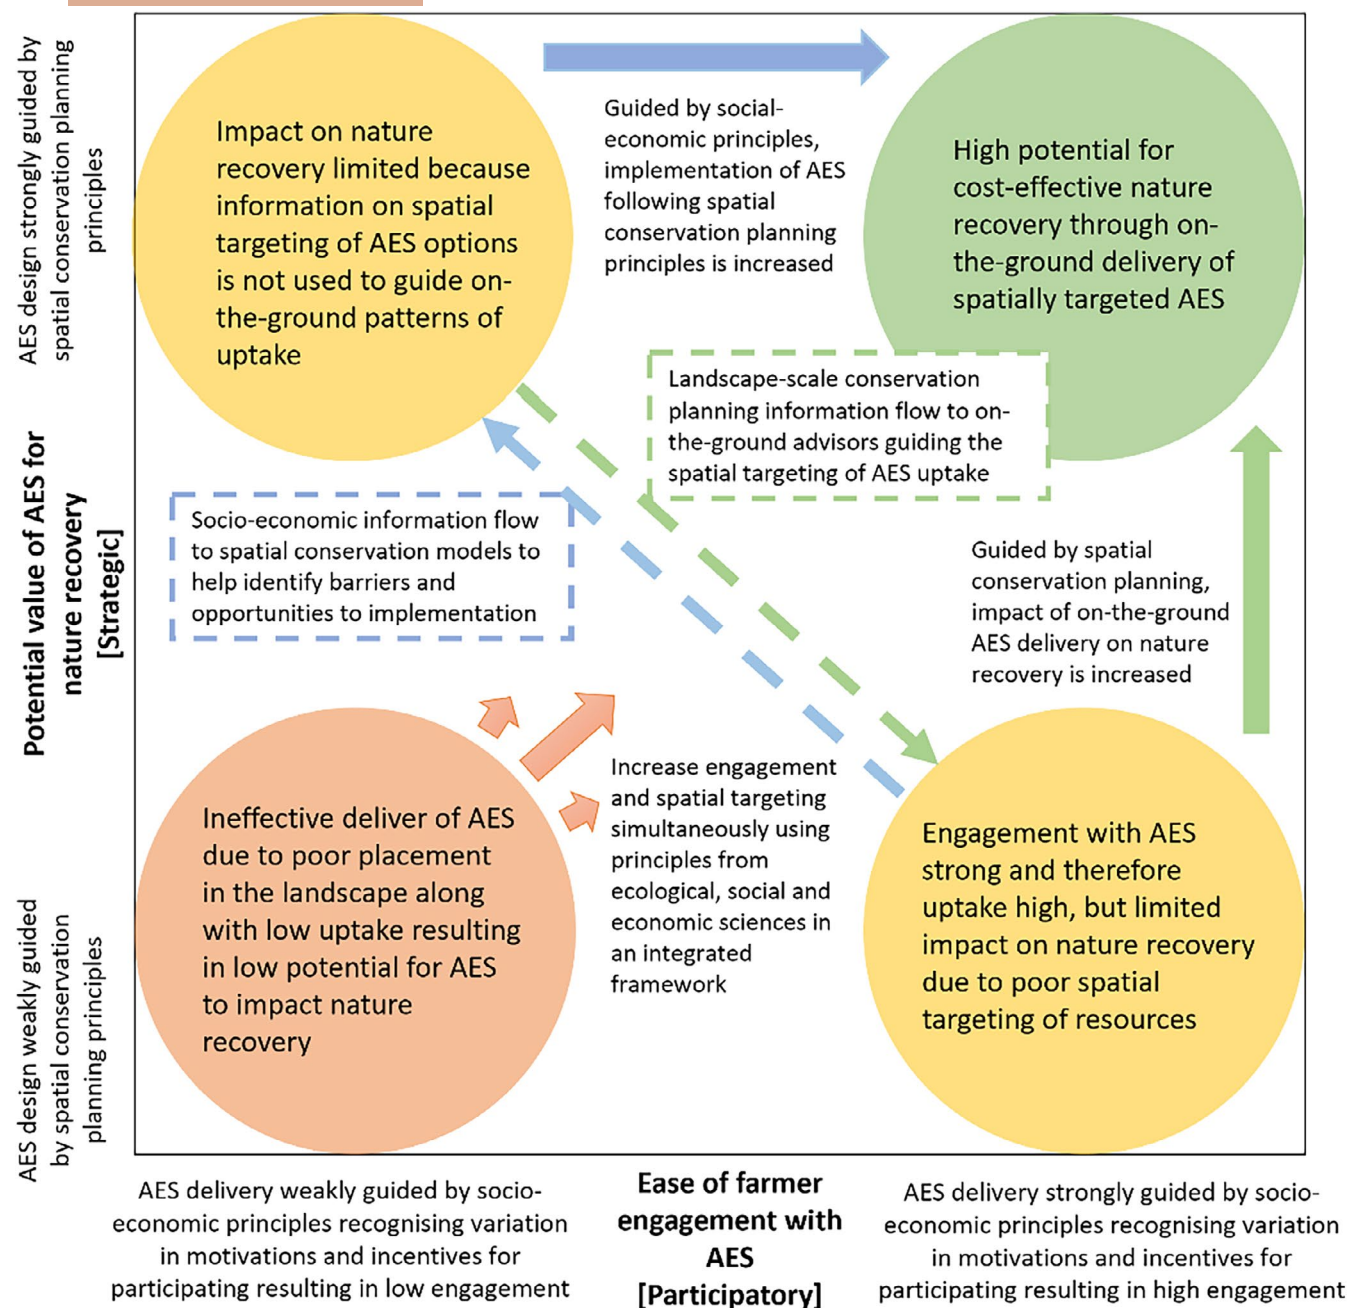 AES design strongly guided by
spatial conservation planning
principles
Impact on nature
recovery limited because
information on spatial
targeting of AES options
is not used to guide on-
the-ground patterns of
uptake
Guided by social-
economic principles,
implementation of AES
following spatial
conservation planning
principles is increased
High potential for
cost-effective nature
recovery through on-
the-ground delivery of
spatially targeted AES
Landscape-scale conservation
planning information flow to on-
the-ground advisors guiding the
spatial targeting of AES uptake
Potential value of AES for
nature recovery
[Strategic]
Socio-economic information flow
to spatial conservation models to
help identify barriers and
opportunities to implementation
Guided by spatial
conservation planning,
impact of on-the-ground
AES delivery on nature
recovery is increased
AES design weakly guided
by spatial conservation
planning principles
Ineffective deliver of AES
due to poor placement
in the landscape along
with low uptake resulting
in low potential for AES
to impact nature
recovery
Increase engagement
and spatial targeting
simultaneously using
principles from
ecological, social and
economic sciences in
an integrated
framework
Engagement with AES
strong and therefore
uptake high, but limited
impact on nature recovery
due to poor spatial
targeting of resources
AES delivery weakly guided by socio-
economic principles recognising variation
in motivations and incentives for
participating resulting in low engagement
Ease of farmer
engagement with
AES
[Participatory]
AES delivery strongly guided by socio-
economic principles recognising variation
in motivations and incentives for
participating resulting in high engagement